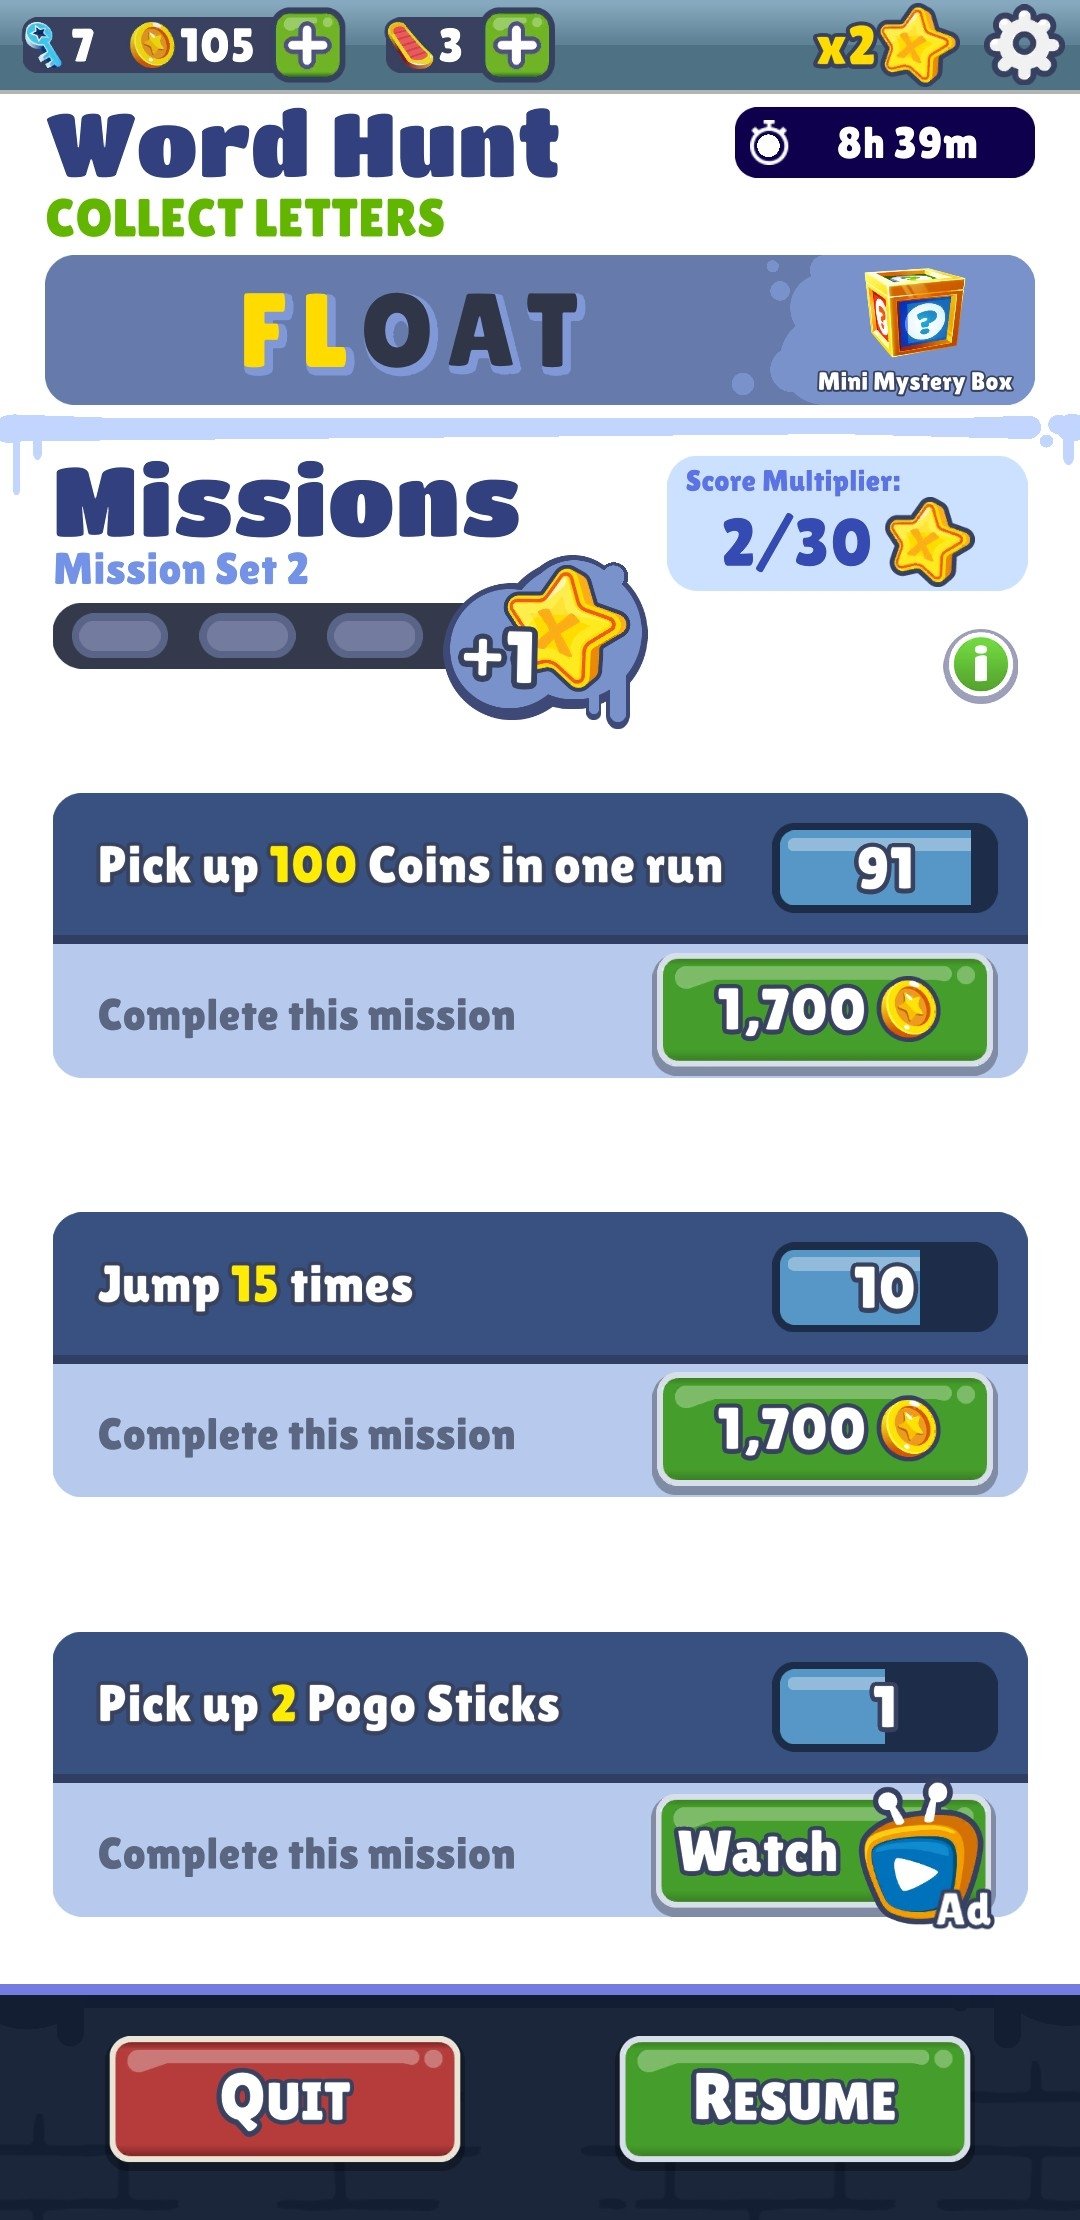 7 105 3 x2
Word Hunt
8h 39m
COLLECT LETTERS
FLOAT
?
Mini Mystery Box
Missions
Mission Set 2
Score Multiplier:
2/30
+1
i
Pick up 100 Coins in one run
91
Complete this mission
1,700
Jump 15 times
10
Complete this mission
1,700
Pick up 2 Pogo Sticks
1
Complete this mission
Watch
Ad
QUIT
RESUME